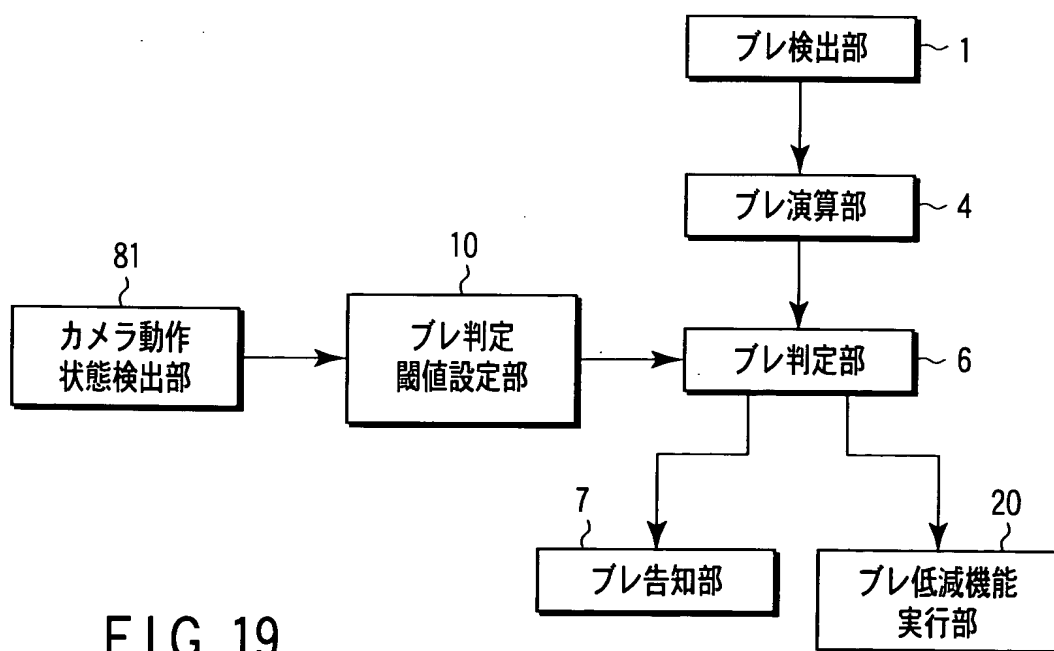 ブレ検出部
1
ブレ演算部
4
81
カメラ動作
状態検出部
10
ブレ判定
閾値設定部
ブレ判定部
6
7
ブレ告知部
20
ブレ低減機能
実行部
FIG. 19